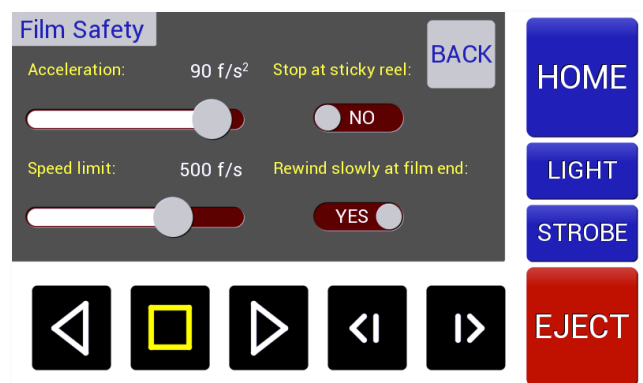 Film Safety
BACK
Acceleration: 90 f/s²
Stop at sticky reel:
NO
Speed limit: 500 f/s
Rewind slowly at film end:
YES
HOME
LIGHT
STROBE
EJECT